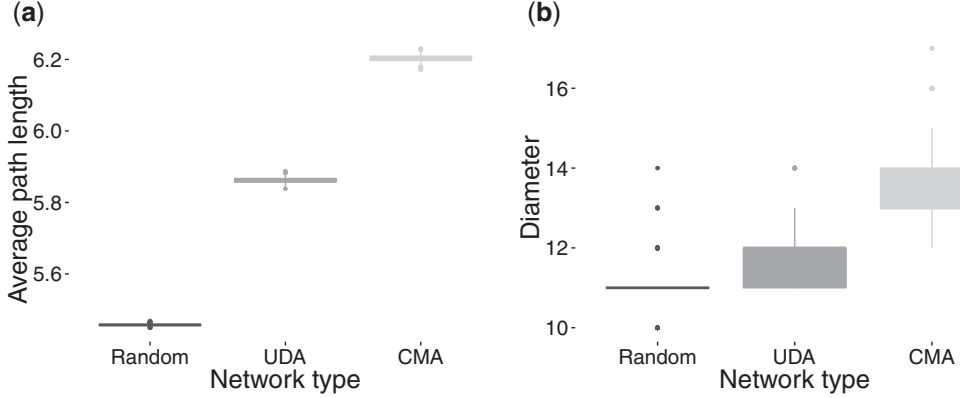 (a)
Average path length
6.2
6.0
5.8
5.6
Random UDA CMA
Network type
(b)
Diameter
16
14
12
10
Random UDA CMA
Network type